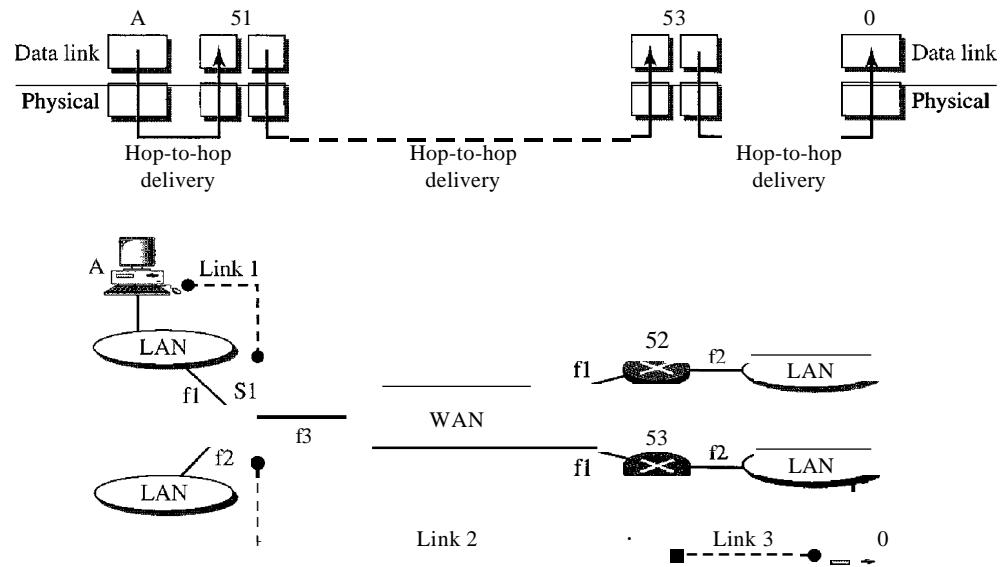 A 51 53 0
Data link Data link
Physical Physical
Hop-to-hop Hop-to-hop Hop-to-hop
delivery delivery delivery
A Link 1
LAN 52
f1 f2 LAN
f1 S1
WAN
f3 53
f2 f1 f2 LAN
LAN
Link 2 Link 3 0